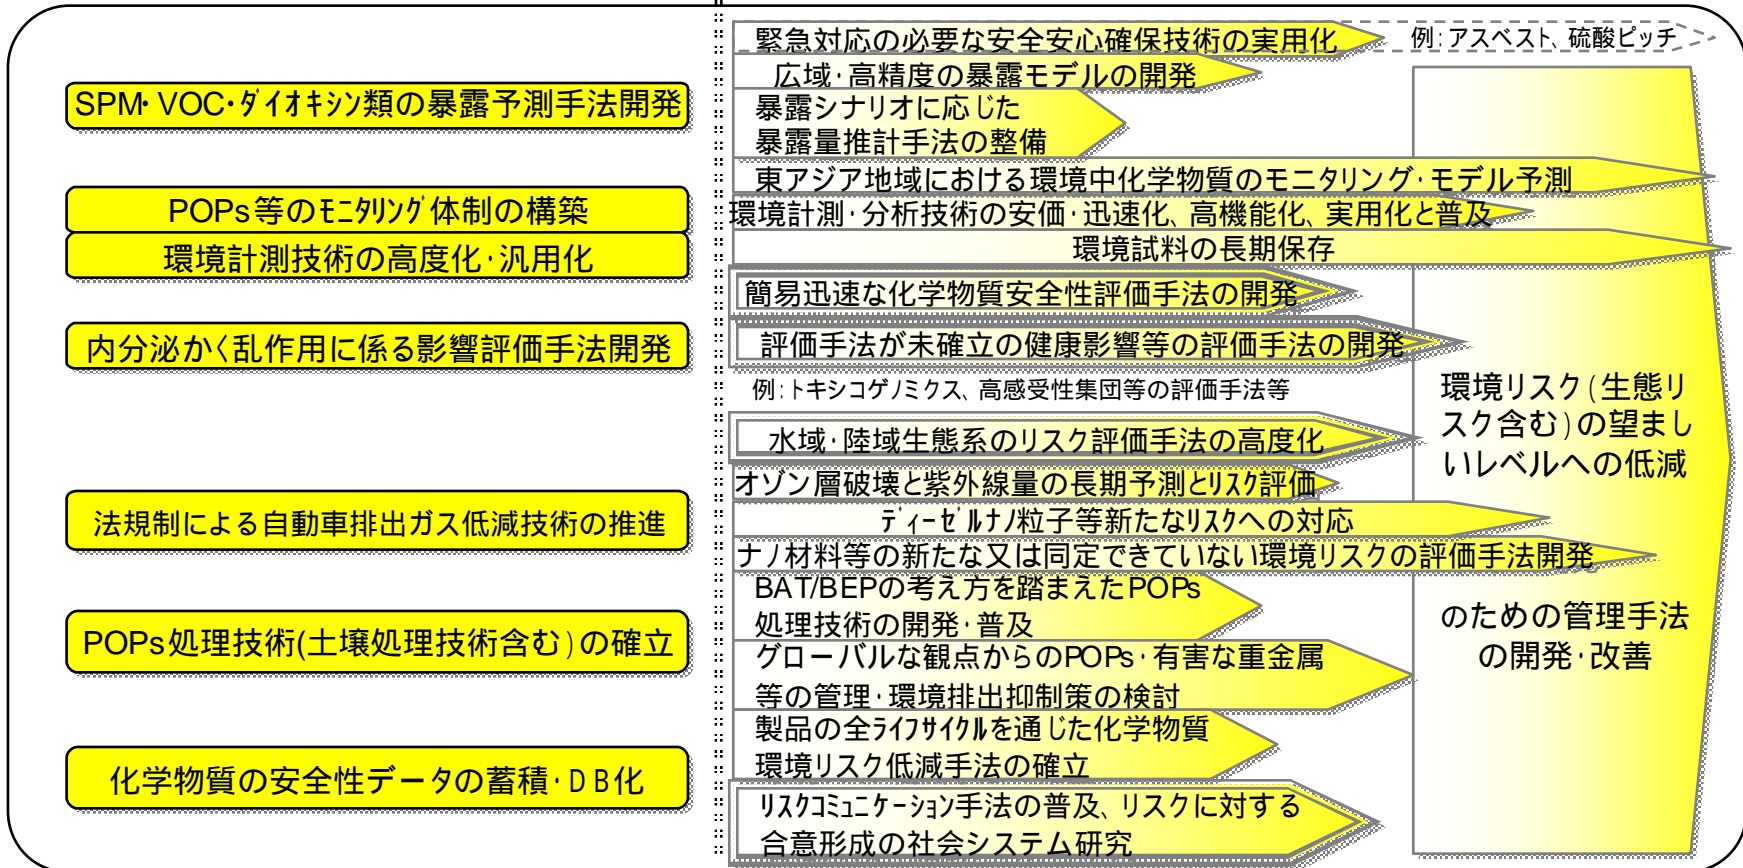 SPM・VOC・ダイオキシン類の暴露予測手法開発
POPs等のモニタリング体制の構築
環境計測技術の高度化・汎用化
内分泌かく乱作用に係る影響評価手法開発
法規制による自動車排出ガス低減技術の推進
POPs処理技術(土壌処理技術含む)の確立
化学物質の安全性データの蓄積・DB化
緊急対応の必要な安全安心確保技術の実用化
例:アスベスト、硫酸ピッチ
広域・高精度の暴露モデルの開発
暴露シナリオに応じた
暴露量推計手法の整備
東アジア地域における環境中化学物質のモニタリング・モデル予測
環境計測・分析技術の安価・迅速化、高機能化、実用化と普及
環境試料の長期保存
簡易迅速な化学物質安全性評価手法の開発
評価手法が未確立の健康影響等の評価手法の開発
例:トキシコゲノミクス、高感受性集団等の評価手法等
水域・陸域生態系のリスク評価手法の高度化
オゾン層破壊と紫外線量の長期予測とリスク評価
ディーゼルナノ粒子等新たなリスクへの対応
ナノ材料等の新たな又は同定できていない環境リスクの評価手法開発
BAT/BEPの考え方を踏まえたPOPs
処理技術の開発・普及
グローバルな観点からのPOPs・有害な重金属
等の管理・環境排出抑制策の検討
製品の全ライフサイクルを通じた化学物質
環境リスク低減手法の確立
リスクコミュニケーション手法の普及、リスクに対する
合意形成の社会システム研究
環境リスク(生態リ
スク含む)の望まし
いレベルへの低減
のための管理手法
の開発・改善